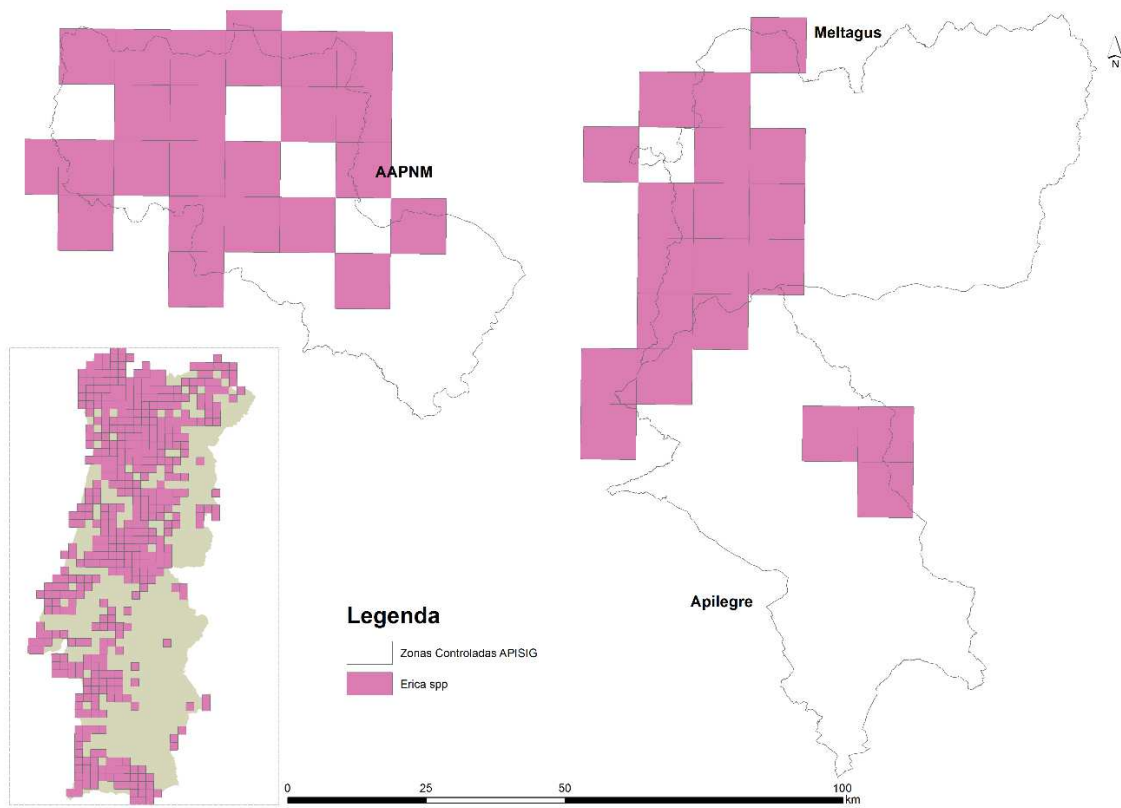 Meltagus
N
AAPNM
Apilegre
Legenda
Zonas Controladas APISIG
Erica spp
0 25 50 100
km